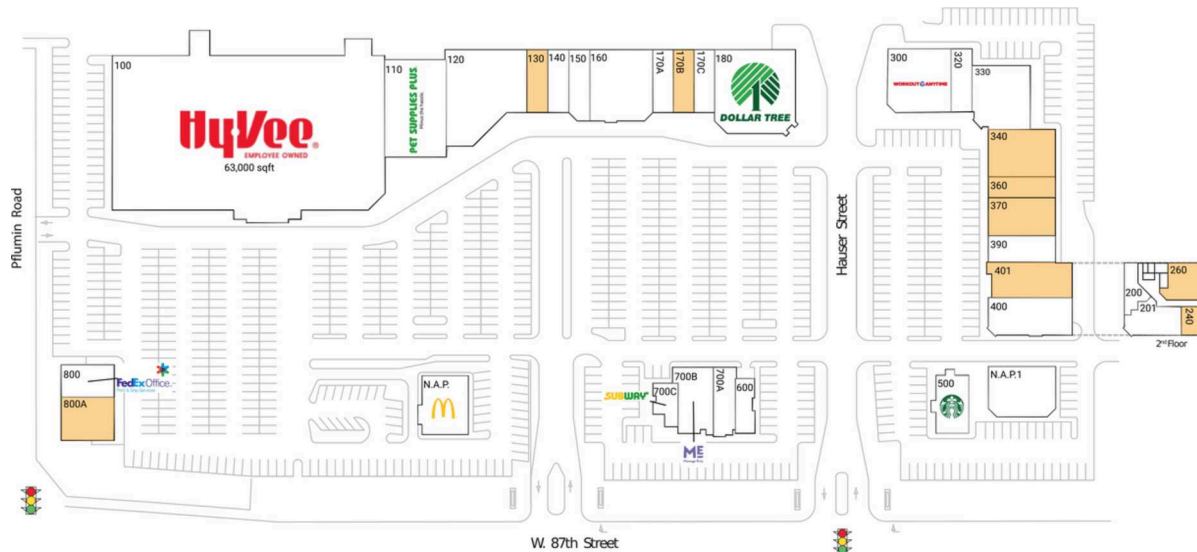 100
HyVee
EMPLOYEE OWNED
63,000 sqft
110
PET SUPPLIES PLUS
120
130
140
150
160
170A
170B
170C
180
DOLLAR TREE
300
WORKOUT ANYTIME
320
330
340
360
370
390
401
400
200
201
260
240
2nd Floor
Pflumin Road
Hauser Street
800
FedEx Office
800A
N.A.P.
SUBWAY
700C
700B
700A
600
ME
500
N.A.P.1
W. 87th Street